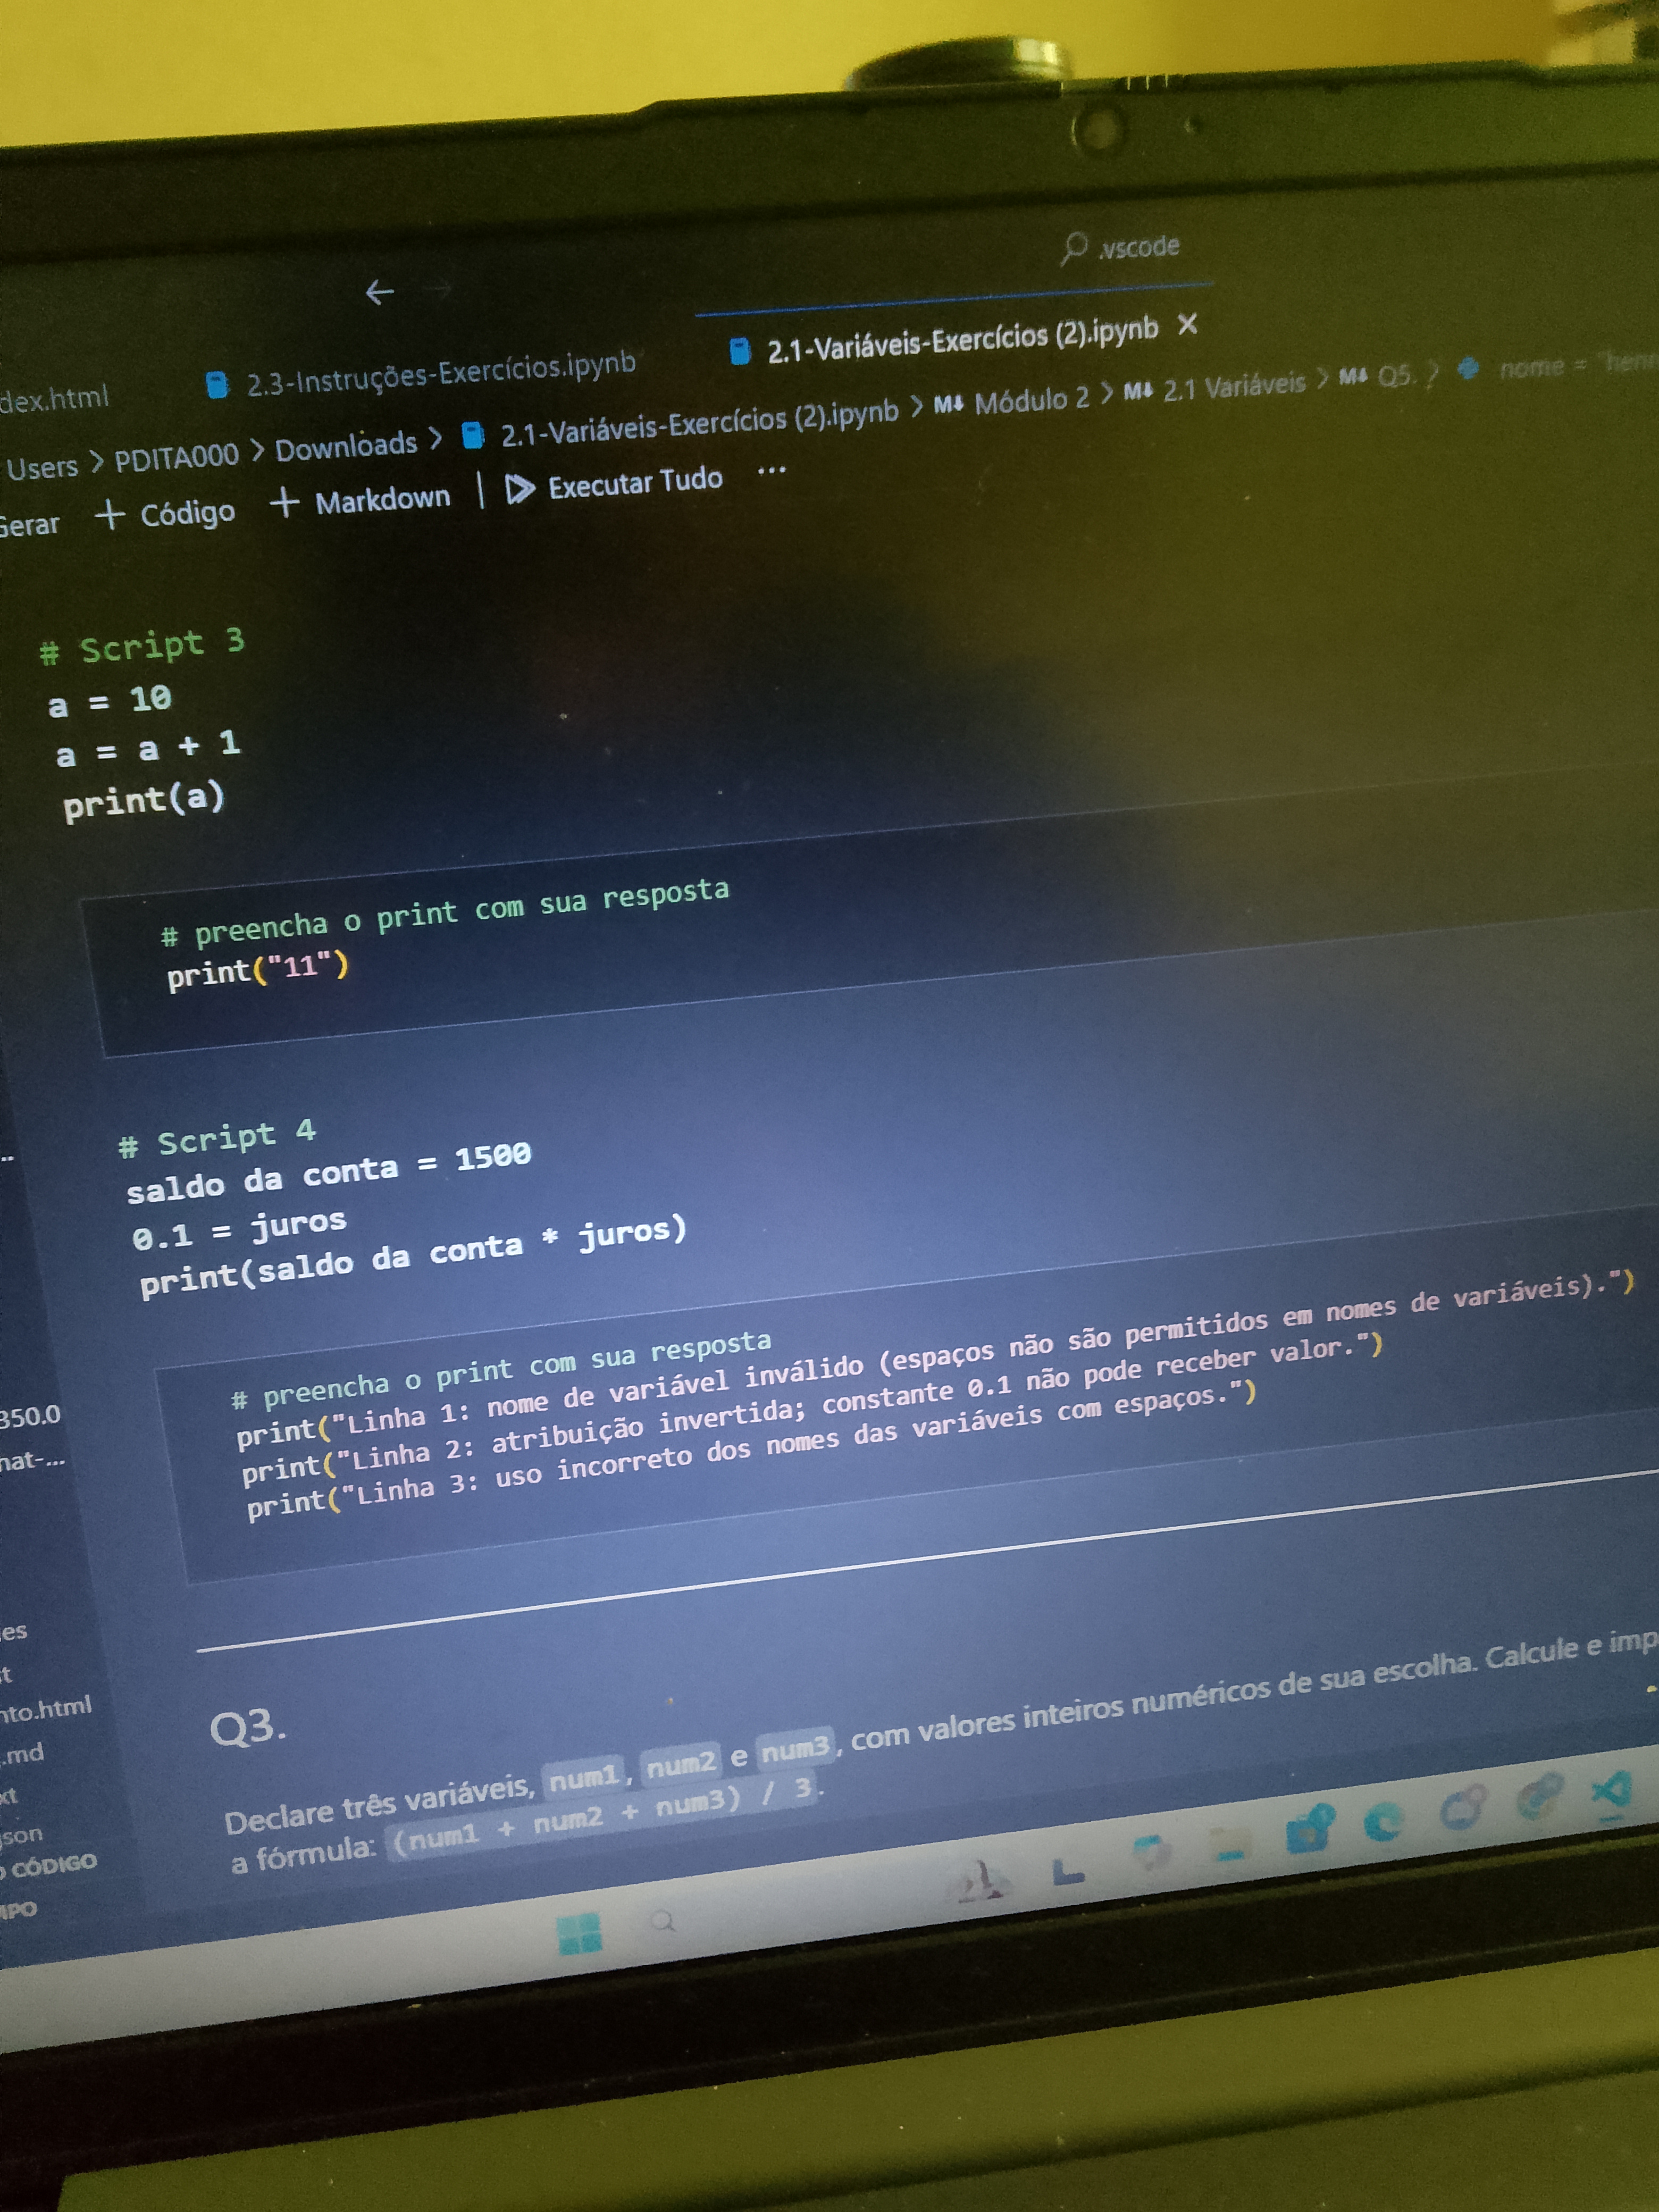 .vscode
dex.html
2.3-Instruções-Exercícios.ipynb
2.1-Variáveis-Exercícios (2).ipynb
Users > PDITA000 > Downloads > 2.1-Variáveis-Exercícios (2).ipynb > M↓ Módulo 2 > M↓ 2.1 Variáveis > M↓ Q5. > nome = "henr
Gerar + Código + Markdown | Executar Tudo ...
# Script 3
a = 10
a = a + 1
print(a)
# preencha o print com sua resposta
print("11")
# Script 4
saldo da conta = 1500
0.1 = juros
print(saldo da conta * juros)
# preencha o print com sua resposta
print("Linha 1: nome de variável inválido (espaços não são permitidos em nomes de variáveis).")
print("Linha 2: atribuição invertida; constante 0.1 não pode receber valor.")
print("Linha 3: uso incorreto dos nomes das variáveis com espaços.")
350.0
hat-...
es
t
nto.html
.md
xt
son
CÓDIGO
MPO
Q3.
Declare três variáveis, num1, num2 e num3, com valores inteiros numéricos de sua escolha. Calcule e imp
a fórmula: (num1 + num2 + num3) / 3.